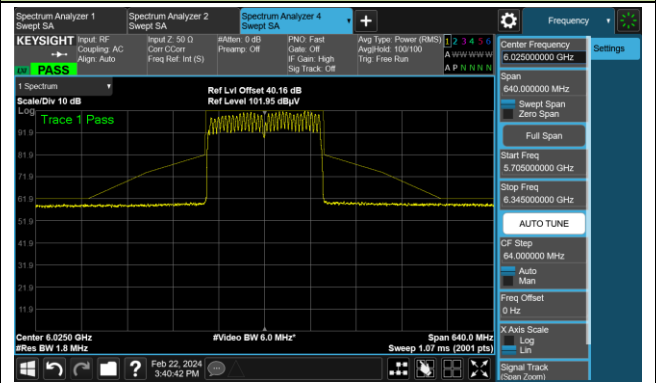 Spectrum Analyzer 1
Swept SA
Spectrum Analyzer 2
Swept SA
Spectrum Analyzer 4
Swept SA
Frequency
KEYSIGHT
Input: RF
Coupling: AC
Align: Auto
Input Z: 50 Ω
Corr CCorr
Freq Ref: Int (S)
#Atten: 0 dB
Preamp: Off
PNO: Fast
Gate: Off
IF Gain: High
Sig Track: Off
Avg Type: Power (RMS)
Avg|Hold: 100/100
Trig: Free Run
1 2 3 4 5 6
A W W W W W
A P N N N N
PASS
1 Spectrum
Scale/Div 10 dB
Ref Lvl Offset 40.16 dB
Ref Level 101.95 dBµV
Log
Trace 1 Pass
91.9
81.9
71.9
61.9
51.9
41.9
31.9
21.9
11.9
Center 6.0250 GHz
#Res BW 1.8 MHz
#Video BW 6.0 MHz*
Span 640.0 MHz
Sweep 1.07 ms (2001 pts)
Feb 22, 2024
3:40:42 PM
Center Frequency
6.025000000 GHz
Settings
Span
640.000000 MHz
Swept Span
Zero Span
Full Span
Start Freq
5.705000000 GHz
Stop Freq
6.345000000 GHz
AUTO TUNE
CF Step
64.000000 MHz
Auto
Man
Freq Offset
0 Hz
X Axis Scale
Log
Lin
Signal Track
(Span Zoom)